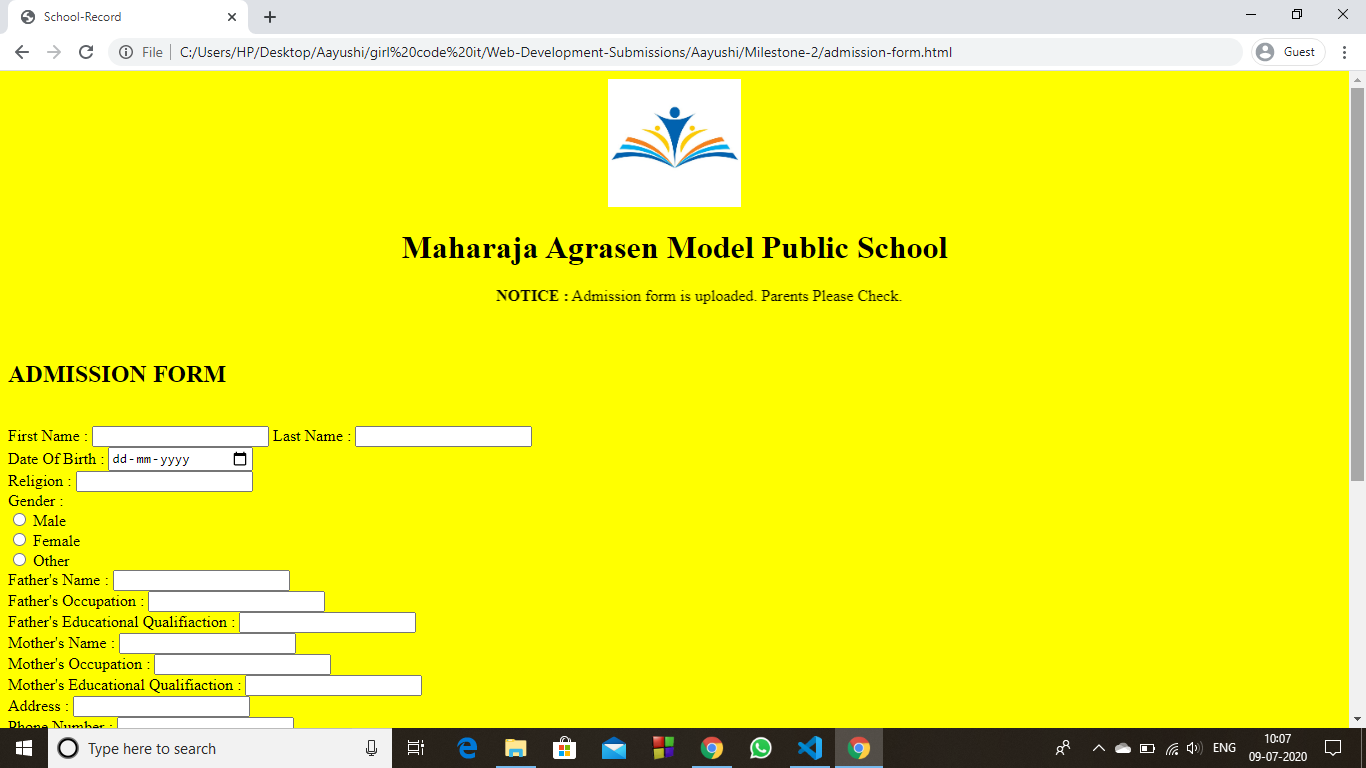 School-Record
File
C:/Users/HP/Desktop/Aayushi/girl%20code%20it/Web-Development-Submissions/Aayushi/Milestone-2/admission-form.html
Guest
Maharaja Agrasen Model Public School
NOTICE : Admission form is uploaded. Parents Please Check.
ADMISSION FORM
First Name : Last Name :
Date Of Birth : dd-mm-yyyy
Religion :
Gender :
Male
Female
Other
Father's Name :
Father's Occupation :
Father's Educational Qualifiaction :
Mother's Name :
Mother's Occupation :
Mother's Educational Qualifiaction :
Address :
Phone Number :
Type here to search
ENG
10:07
09-07-2020